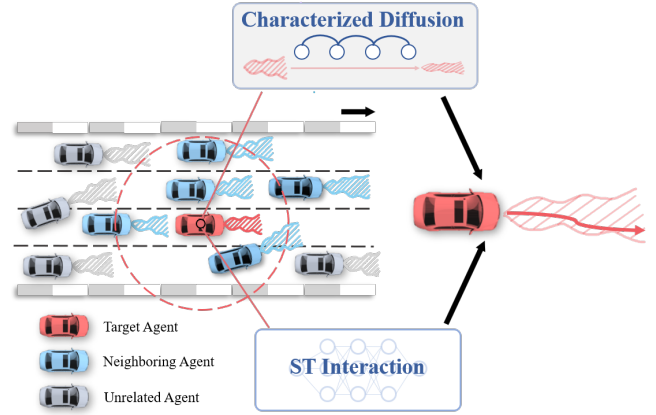 Characterized Diffusion
ST Interaction
Target Agent
Neighboring Agent
Unrelated Agent